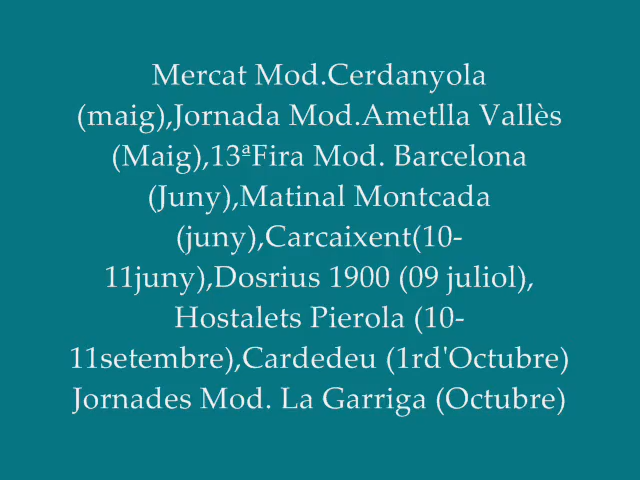 Mercat Mod.Cerdanyola
(maig),Jornada Mod.Ametlla Vallès
(Maig),13ªFira Mod. Barcelona
(Juny),Matinal Montcada
(juny),Carcaixent(10-
11juny),Dosrius 1900 (09 juliol),
Hostalets Pierola (10-
11setembre),Cardedeu (1rd'Octubre)
Jornades Mod. La Garriga (Octubre)